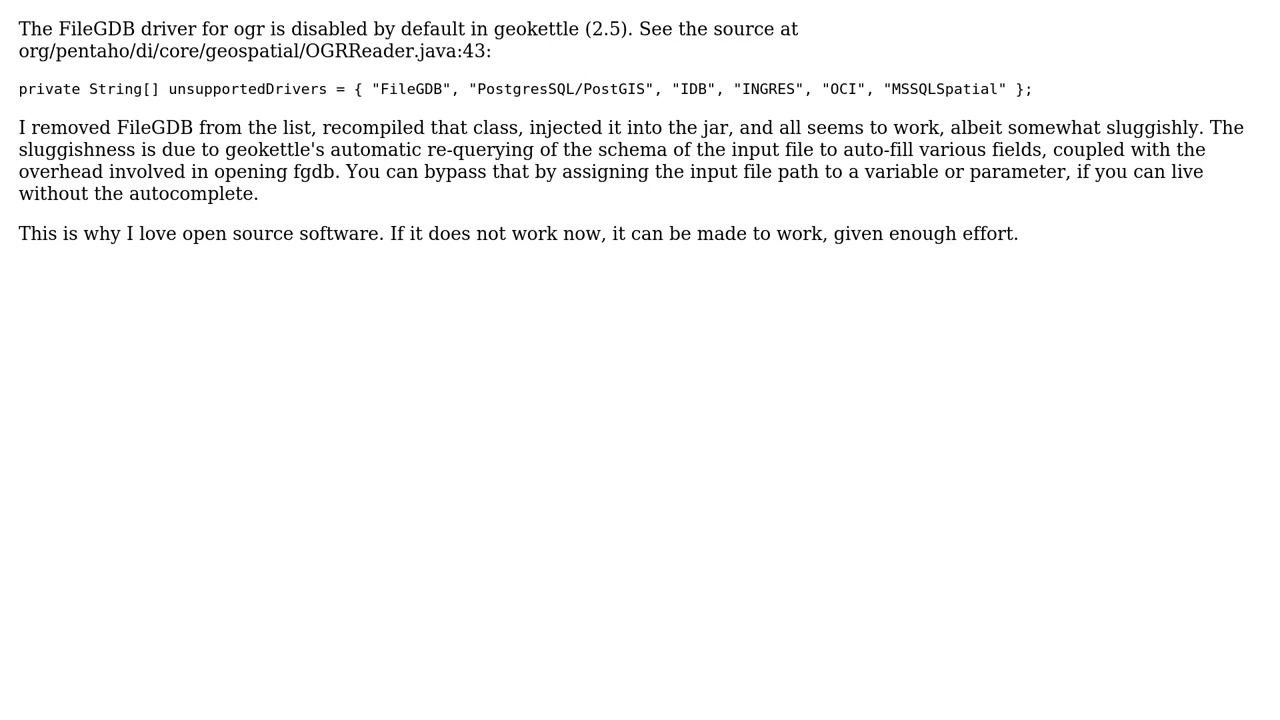 The FileGDB driver for ogr is disabled by default in geokettle (2.5). See the source at
org/pentaho/di/core/geospatial/OGRReader.java:43:
private String[] unsupportedDrivers = { "FileGDB", "PostgresSQL/PostGIS", "IDB", "INGRES", "OCI", "MSSQLSpatial" };
I removed FileGDB from the list, recompiled that class, injected it into the jar, and all seems to work, albeit somewhat sluggishly. The
sluggishness is due to geokettle's automatic re-querying of the schema of the input file to auto-fill various fields, coupled with the
overhead involved in opening fgdb. You can bypass that by assigning the input file path to a variable or parameter, if you can live
without the autocomplete.
This is why I love open source software. If it does not work now, it can be made to work, given enough effort.